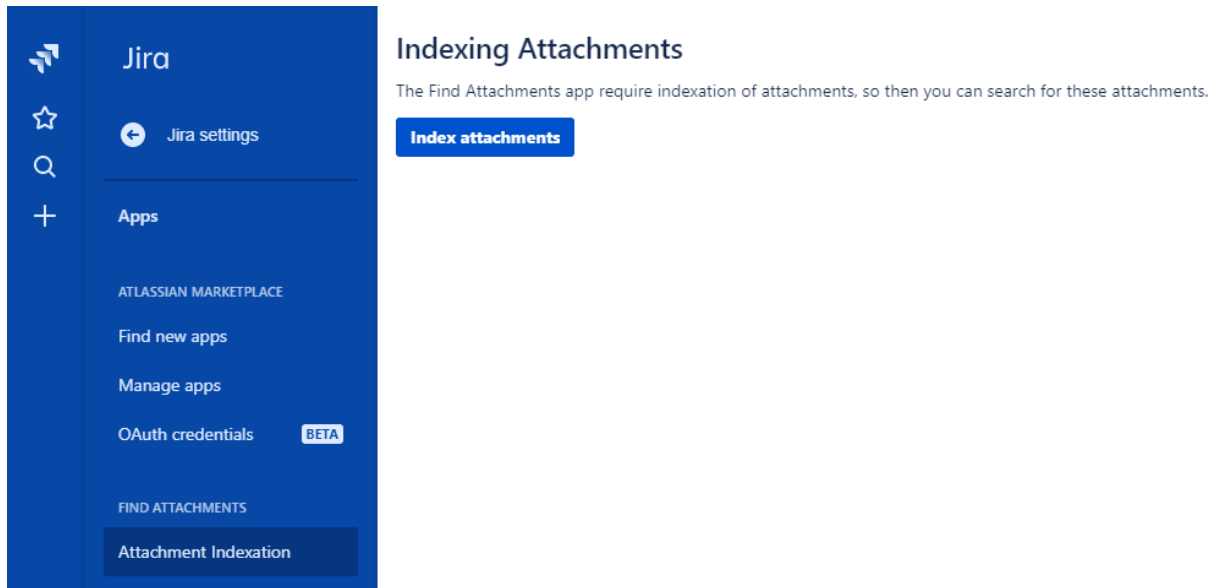 Jira
Jira settings
Apps
ATLASSIAN MARKETPLACE
Find new apps
Manage apps
OAuth credentials BETA
FIND ATTACHMENTS
Attachment Indexation
Indexing Attachments
The Find Attachments app require indexation of attachments, so then you can search for these attachments.
Index attachments